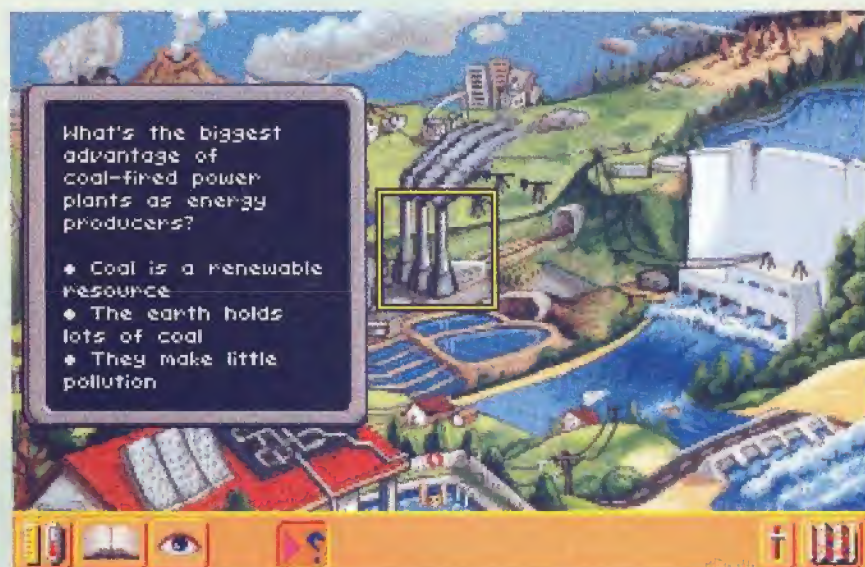 What's the biggest
advantage of
coal-fired power
plants as energy
producers?
• Coal is a renewable
resource
• The earth holds
lots of coal
• They make little
pollution
?